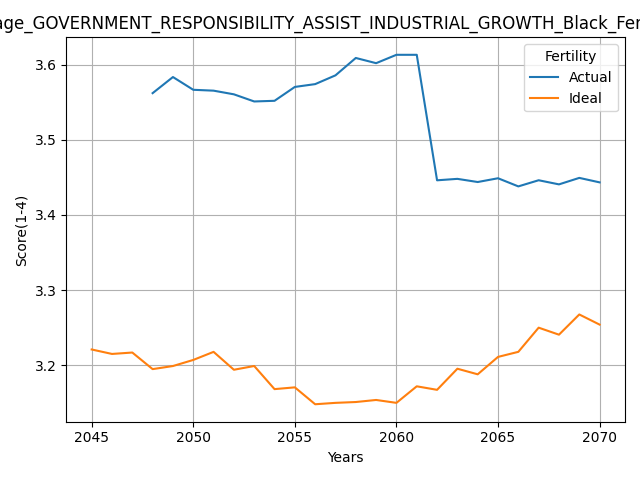 age_GOVERNMENT_RESPONSIBILITY_ASSIST_INDUSTRIAL_GROWTH_Black_Fer
Fertility
Actual
Ideal
3.6
3.5
3.4
3.3
3.2
Score(1-4)
2045 2050 2055 2060 2065 2070
Years